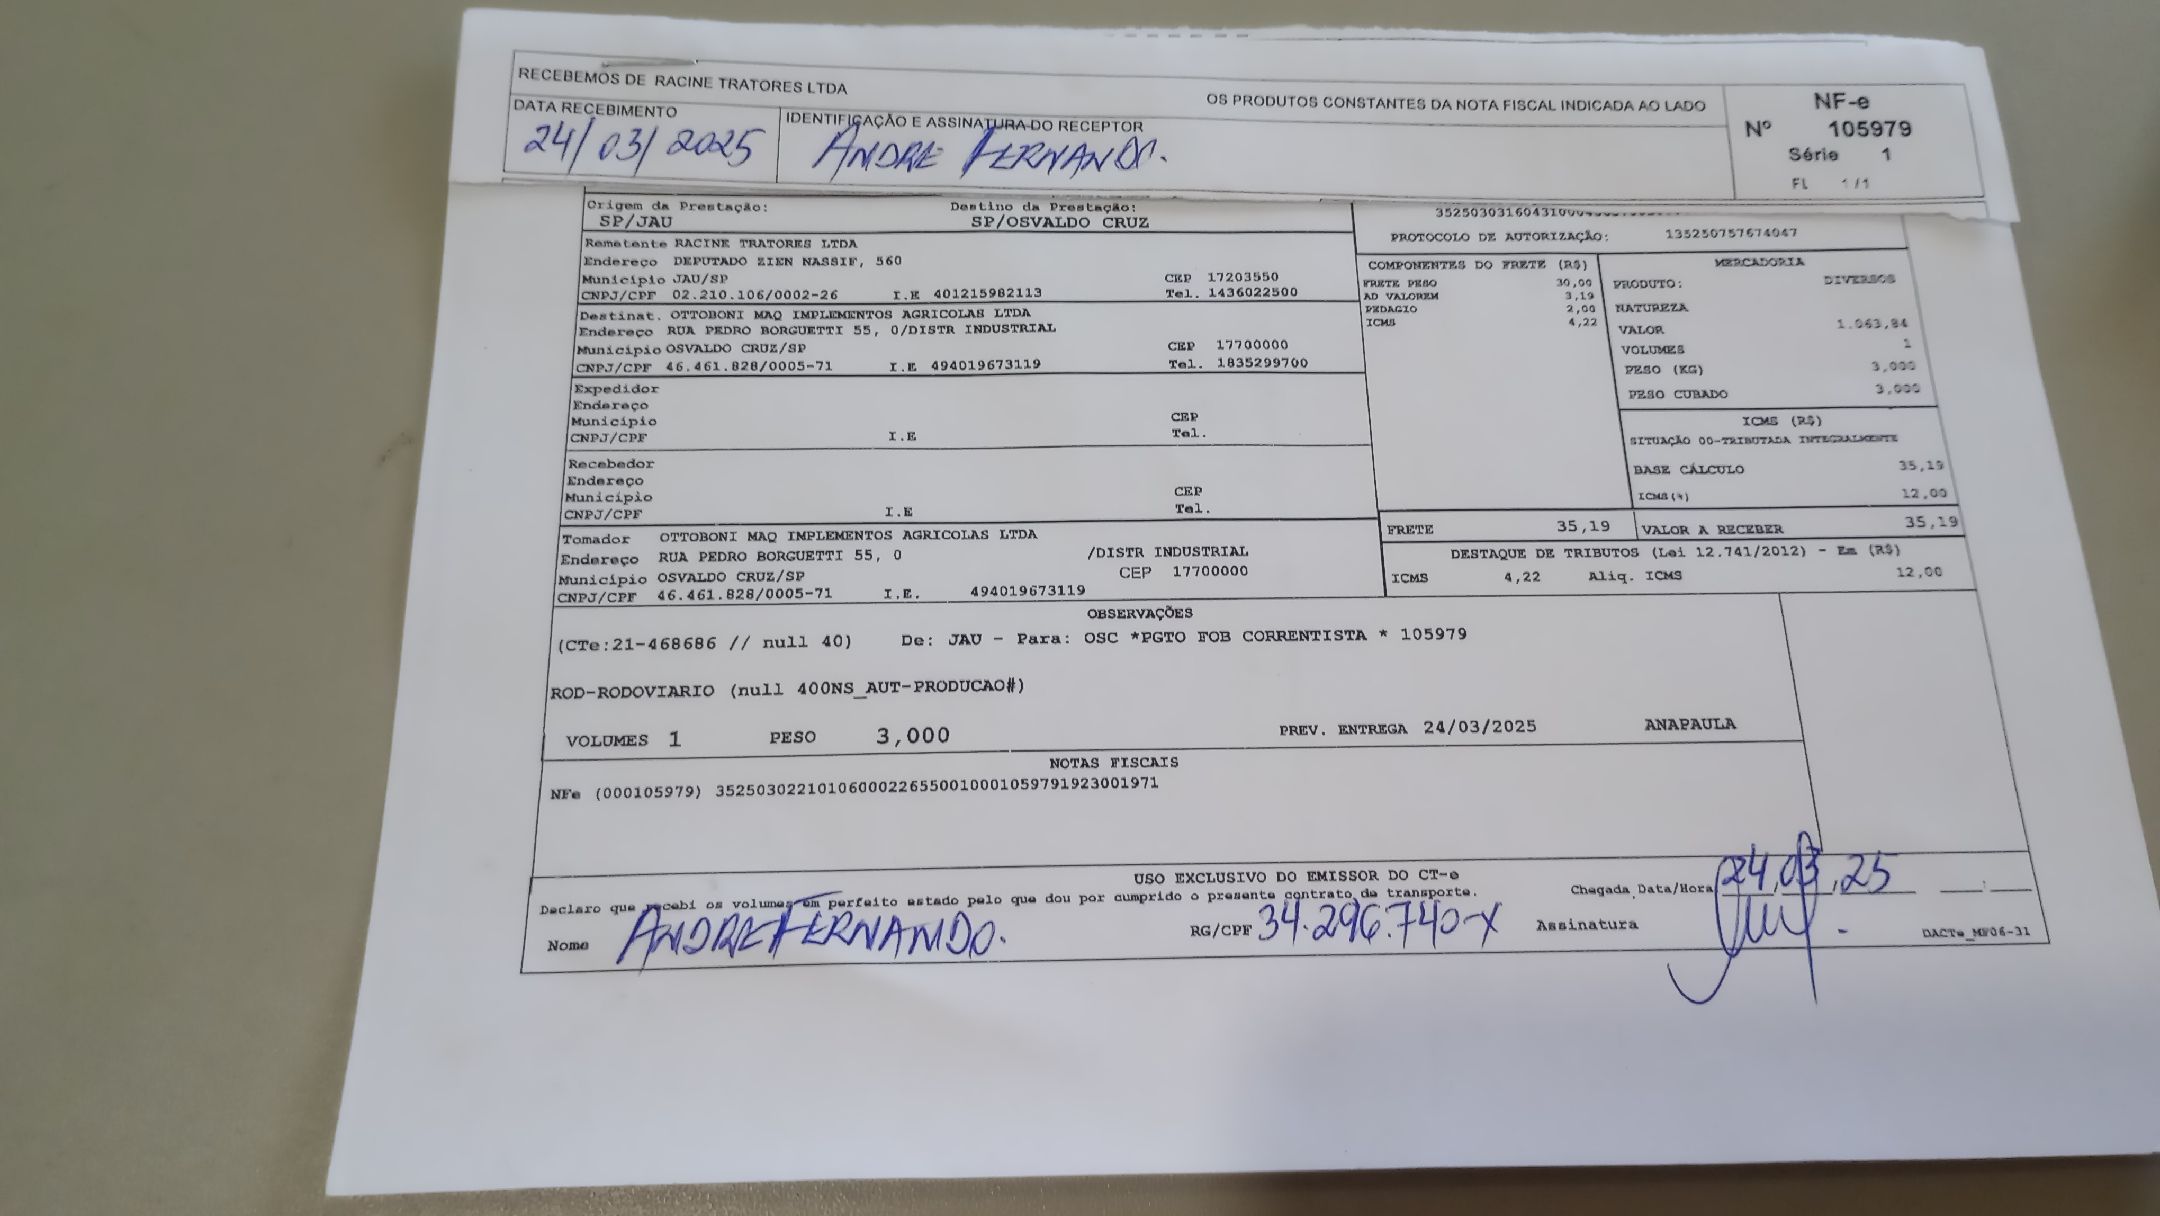 RECEBEMOS DE RACINE TRATORES LTDA
OS PRODUTOS CONSTANTES DA NOTA FISCAL INDICADA AO LADO
NF-e
Nº 105979
Série 1
FL 1/1
DATA RECEBIMENTO
24/03/2025
IDENTIFICAÇÃO E ASSINATURA DO RECEPTOR
ANDRE FERNANDO.
Origem da Prestação: Destino da Prestação:
SP/JAU SP/OSVALDO CRUZ
PROTOCOLO DE AUTORIZAÇÃO: 135250757674047
Remetente RACINE TRATORES LTDA
Endereço DEPUTADO ZIEN NASSIF, 560
Municipio JAU/SP CEP 17203550
CNPJ/CPF 02.210.106/0002-26 I.E 401215982113 Tel. 1436022500
Destinat. OTTOBONI MAQ IMPLEMENTOS AGRICOLAS LTDA
Endereço RUA PEDRO BORGUETTI 55, 0/DISTR INDUSTRIAL
Municipio OSVALDO CRUZ/SP CEP 17700000
CNPJ/CPF 46.461.828/0005-71 I.E 494019673119 Tel. 1835299700
Expedidor
Endereço
Municipio CEP
CNPJ/CPF I.E Tel.
Recebedor
Endereço
Municipio CEP
CNPJ/CPF I.E Tel.
Tomador OTTOBONI MAQ IMPLEMENTOS AGRICOLAS LTDA
Endereço RUA PEDRO BORGUETTI 55, 0 /DISTR INDUSTRIAL
Municipio OSVALDO CRUZ/SP CEP 17700000
CNPJ/CPF 46.461.828/0005-71 I.E. 494019673119
COMPONENTES DO FRETE (R$)
FRETE PESO 30,00
AD VALOREM 3,19
PEDAGIO 2,00
ICMS 4,22
MERCADORIA
PRODUTO: DIVERSOS
NATUREZA
VALOR 1.063,84
VOLUMES 1
PESO (KG) 3,000
PESO CUBADO 3,000
ICMS (R$)
SITUAÇÃO 00-TRIBUTADA INTEGRALMENTE
BASE CÁLCULO 35,19
ICMS(%) 12,00
FRETE 35,19 VALOR A RECEBER 35,19
DESTAQUE DE TRIBUTOS (Lei 12.741/2012) - Em (R$)
ICMS 4,22 Aliq. ICMS 12,00
OBSERVAÇÕES
(CTe:21-468686 // null 40) De: JAU - Para: OSC *PGTO FOB CORRENTISTA * 105979
ROD-RODOVIARIO (null 400NS_AUT-PRODUCAO#)
VOLUMES 1 PESO 3,000 PREV. ENTREGA 24/03/2025 ANAPAULA
NOTAS FISCAIS
NFe (000105979) 35250302210106000226550010001059791923001971
USO EXCLUSIVO DO EMISSOR DO CT-e
Declaro que recebi os volumes em perfeito estado pelo que dou por cumprido o presente contrato de transporte.
Chegada Data/Hora 24,03,25
Nome ANDRE FERNANDO. RG/CPF 34.296.740-X Assinatura
DACTe_MF06-31